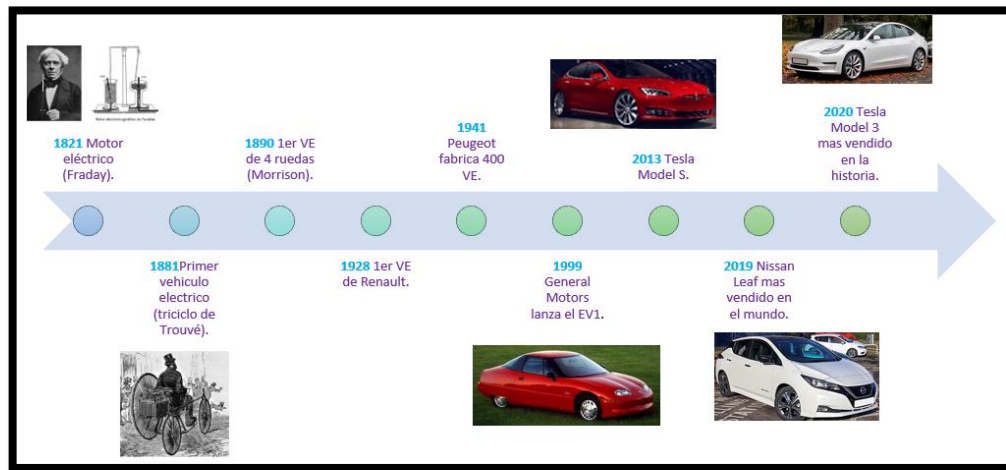 1821 Motor
eléctrico
(Fraday).
1881Primer
vehiculo
electrico
(triciclo de
Trouvé).
1890 1er VE
de 4 ruedas
(Morrison).
1928 1er VE
de Renault.
1941
Peugeot
fabrica 400
VE.
1999
General
Motors
lanza el EV1.
2013 Tesla
Model S.
2019 Nissan
Leaf mas
vendido en
el mundo.
2020 Tesla
Model 3
mas vendido
en la
historia.